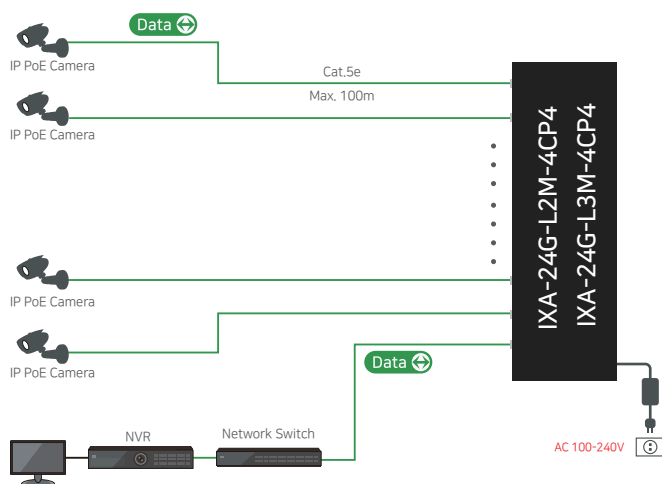 Data
IP PoE Camera
Cat.5e
Max. 100m
IP PoE Camera
IXA-24G-L2M-4CP4
IXA-24G-L3M-4CP4
IP PoE Camera
IP PoE Camera
Data
NVR
Network Switch
AC 100-240V